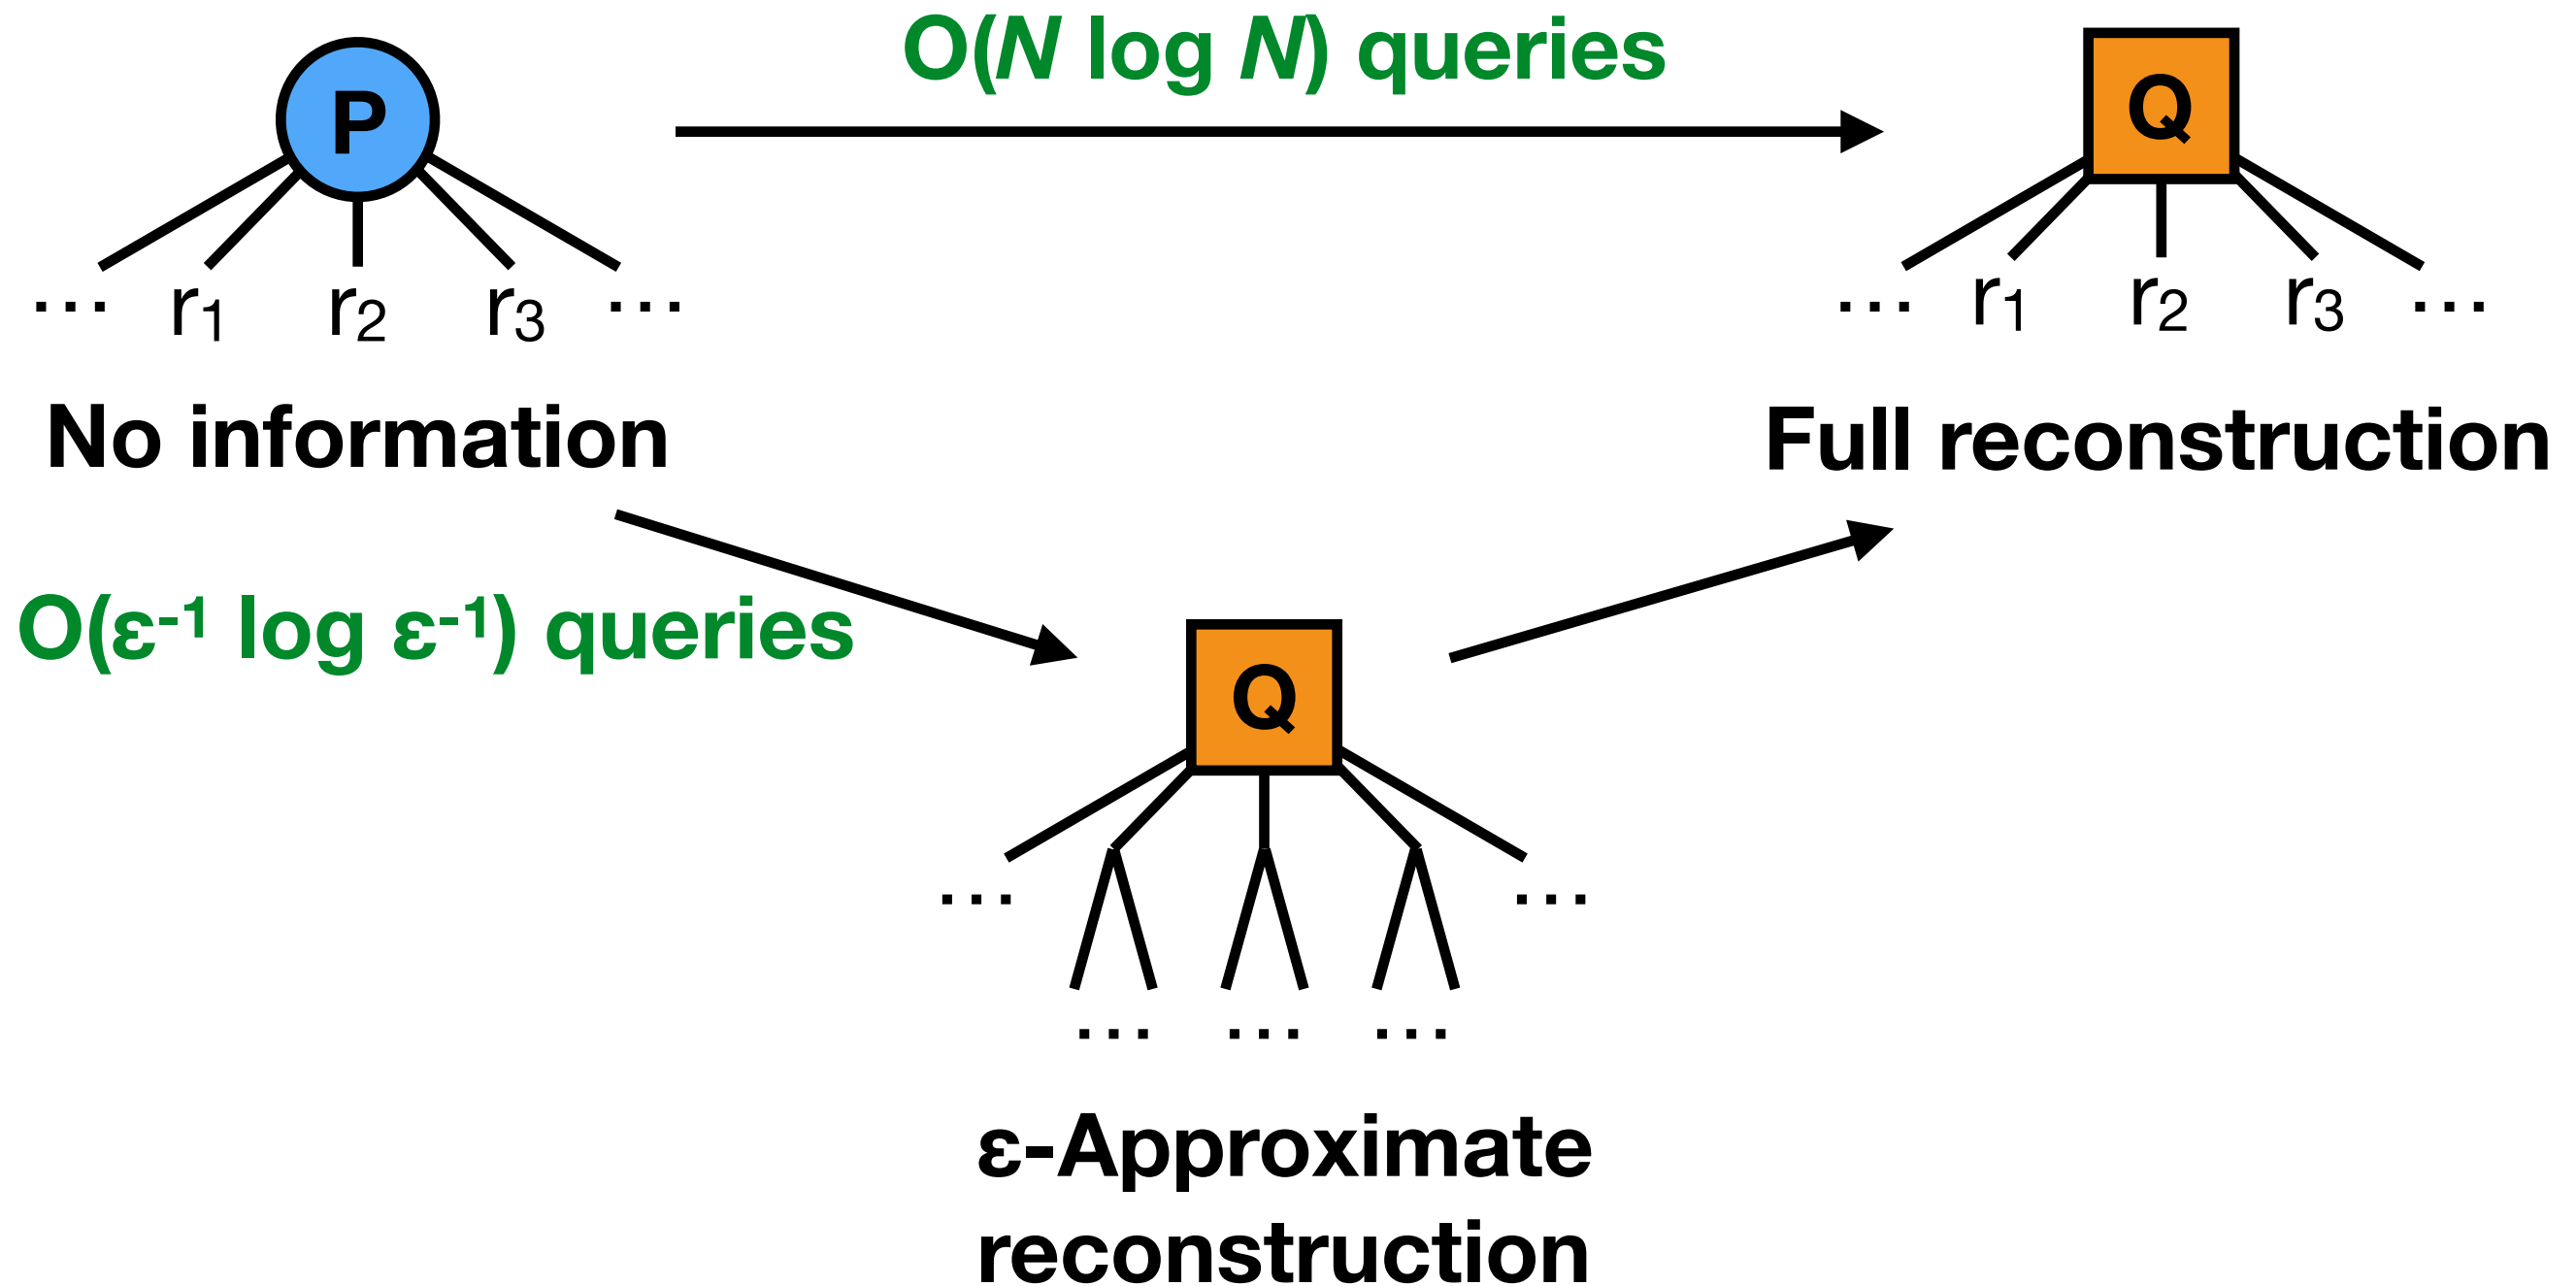 O(N log N) queries
P
Q
… r₁ r₂ r₃ …
… r₁ r₂ r₃ …
No information
Full reconstruction
O(ε⁻¹ log ε⁻¹) queries
Q
… …
… … …
ε-Approximate
reconstruction